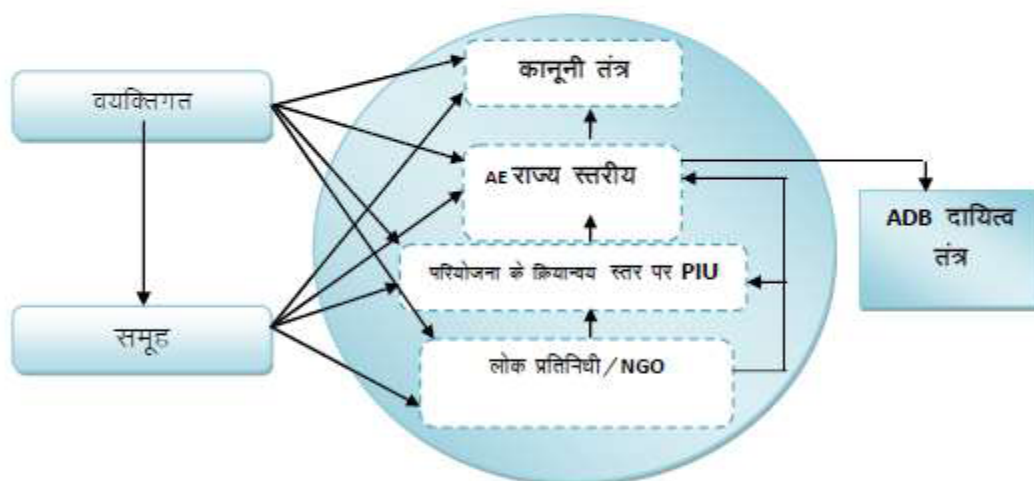 कानूनी तंत्र
वयक्तिगत
AE राज्य स्तरीय
ADB दायित्व
तंत्र
परियोजना के क्रियान्वय स्तर पर PIU
समूह
लोक प्रतिनिधी/NGO